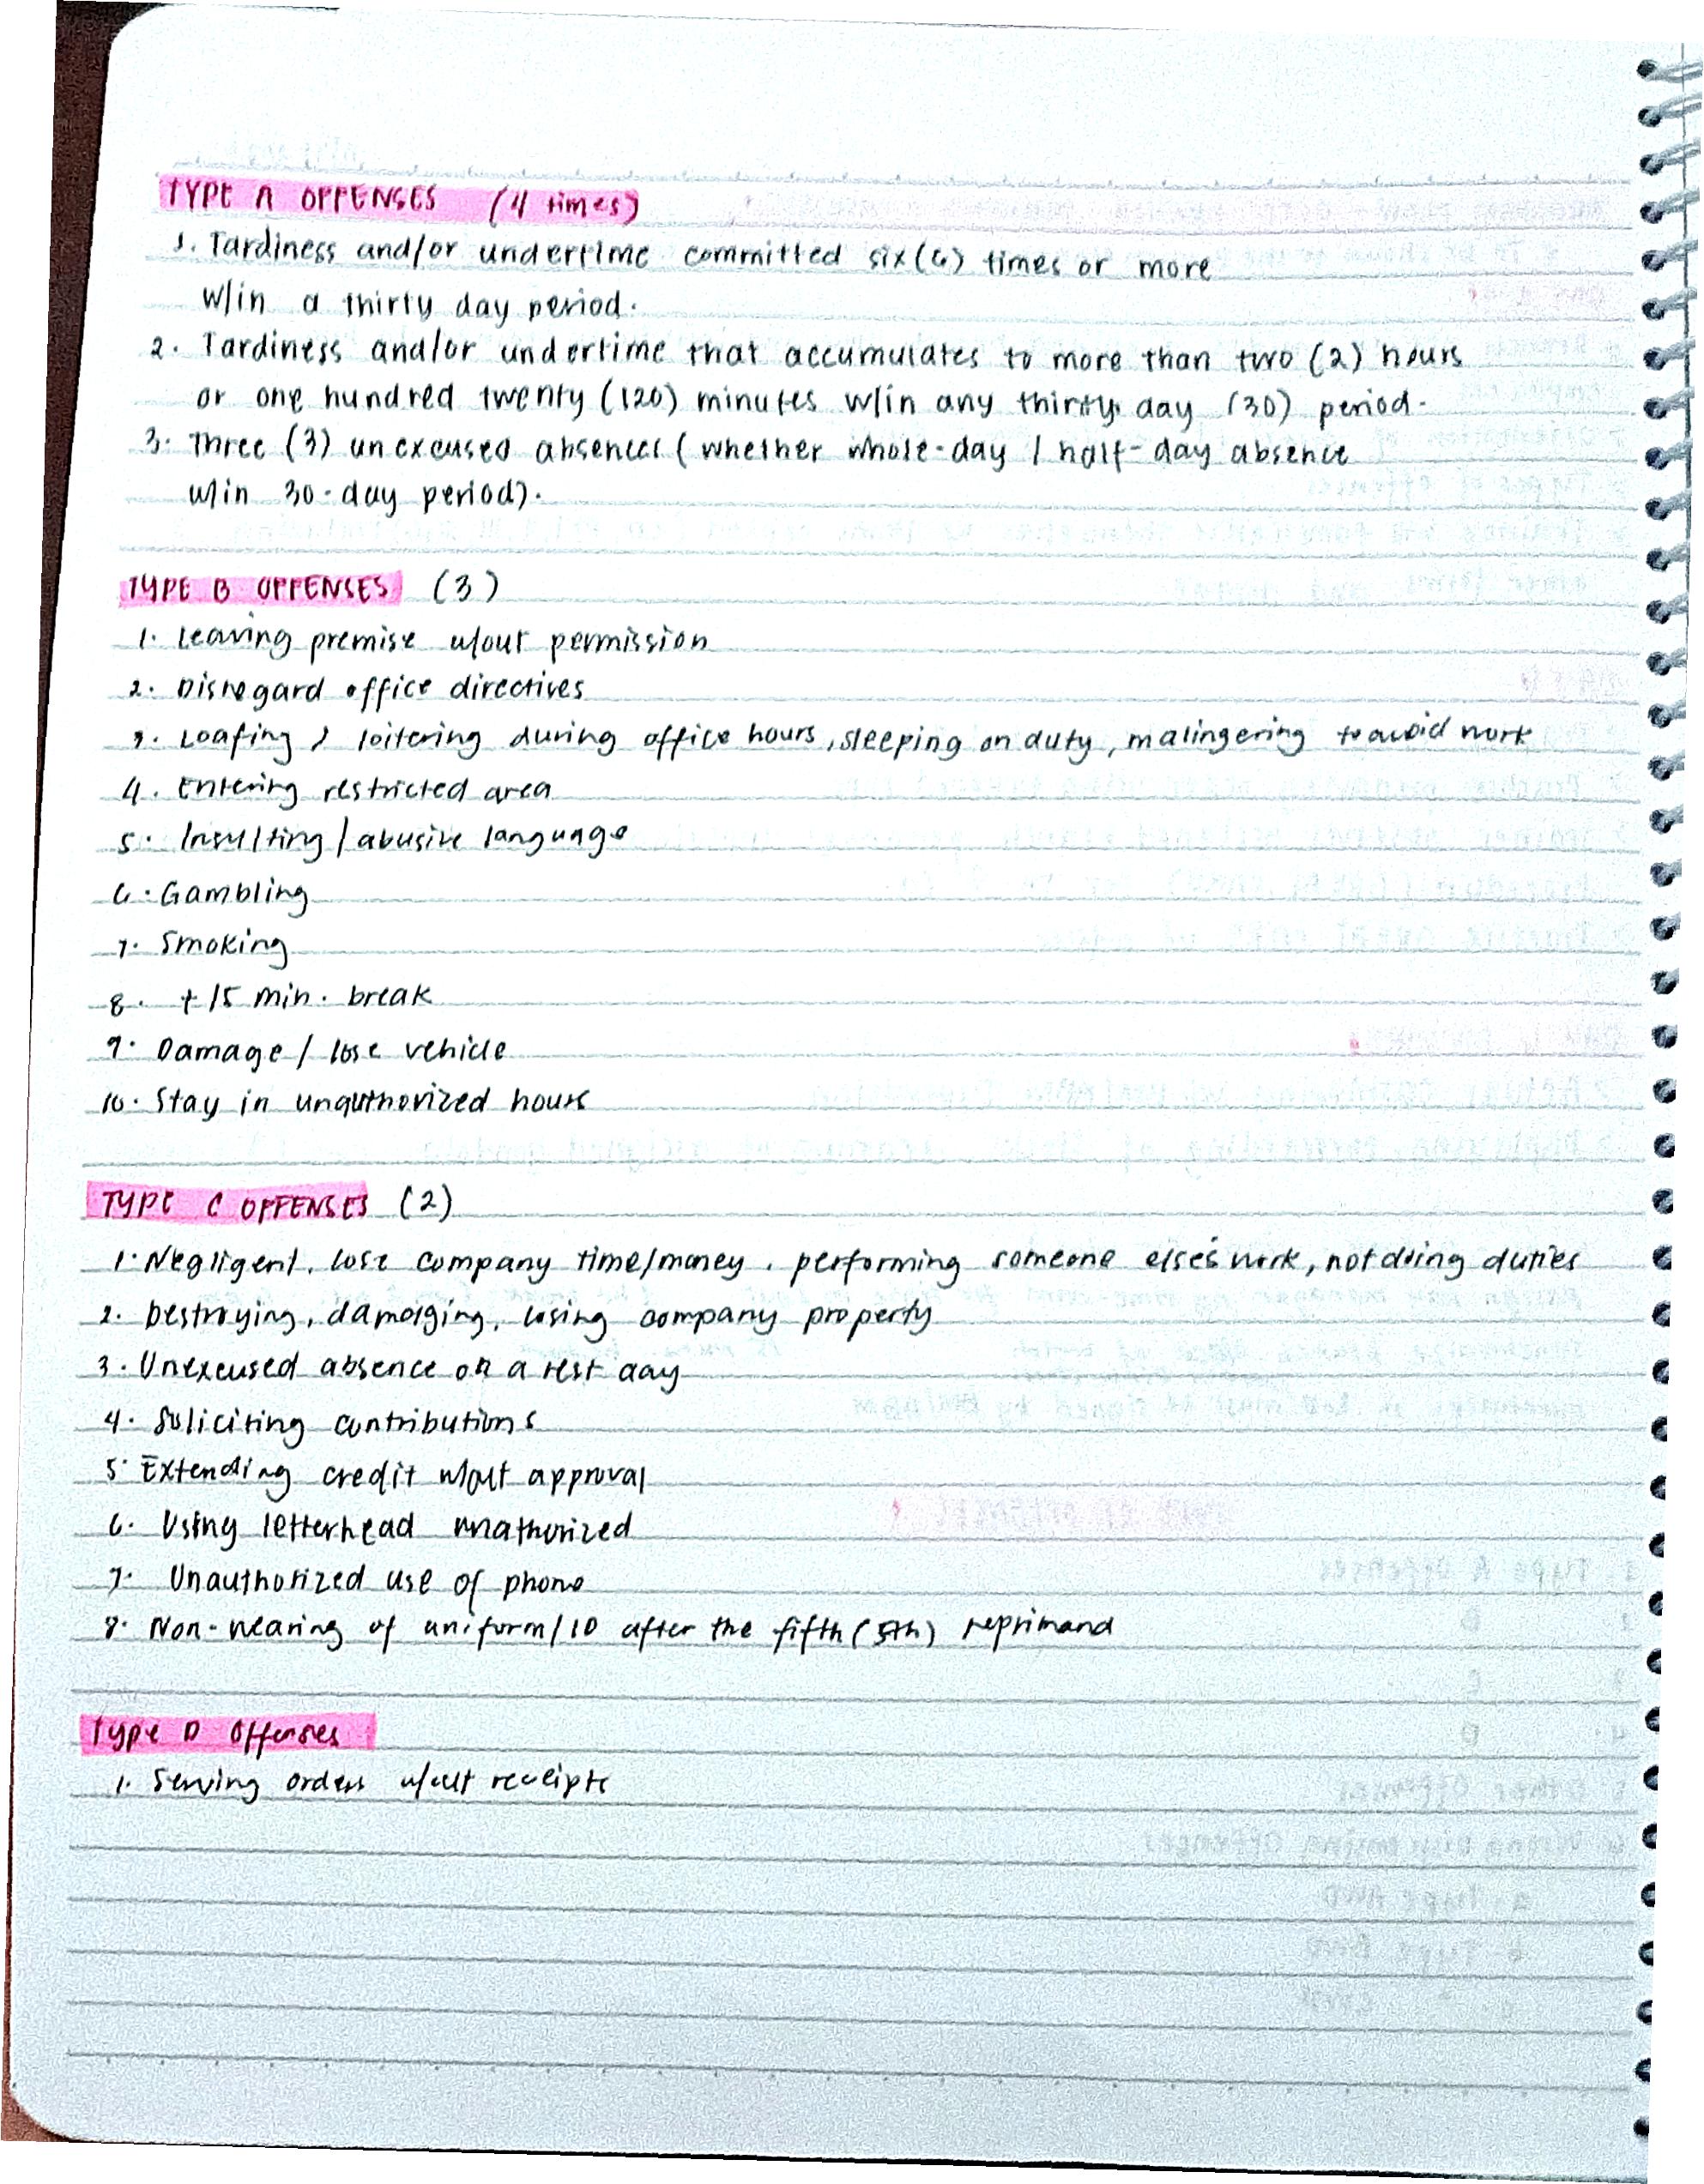 TYPE A OFFENSES (4 times)
1. Tardiness and/or undertime committed six (6) times or more
w/in a thirty day period.
2. Tardiness and/or undertime that accumulates to more than two (2) hours
or one hundred twenty (120) minutes w/in any thirty day (30) period.
3. Three (3) unexcused absences (whether whole-day / half-day absence
w/in 30-day period).
TYPE B OFFENSES (3)
1. Leaving premise w/out permission
2. Disregard office directives
3. Loafing, loitering during office hours, sleeping on duty, malingering to avoid work
4. Entering restricted area
5. Insulting / abusive language
6. Gambling
7. Smoking
8. +15 min. break
9. Damage / lose vehicle
10. Stay in unauthorized hours
TYPE C OFFENSES (2)
1. Negligent, lose company time/money, performing someone else's work, not doing duties
2. Destroying, damaging, losing company property
3. Unexcused absence on a rest day
4. Soliciting contributions
5. Extending credit w/out approval
6. Using letterhead unathorized
7. Unauthorized use of phone
8. Non-wearing of uniform/ID after the fifth (5th) reprimand
Type D Offenses
1. Serving orders w/out receipts